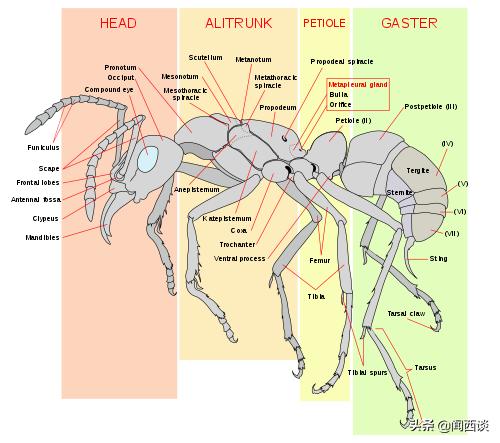 HEAD
ALITRUNK
PETIOLE
GASTER
Pronotum
Occiput
Compound eye
Scutellum
Mesonotum
Mesothoracic
spiracle
Metanotum
Metathoracic
spiracle
Propodeum
Propodeal spiracle
Metapleural gland
Bulla
Orifice
Petiole (II)
Postpetiole (III)
(IV)
Tergite
(V)
Sternite
(VI)
(VII)
Sting
Funiculus
Scape
Frontal lobes
Antennal fossa
Clypeus
Mandibles
Anepisternum
Katepisternum
Coxa
Trochanter
Ventral process
Femur
Tibia
Tarsal claw
Tibial spurs
Tarsus
头条 @闻西谈